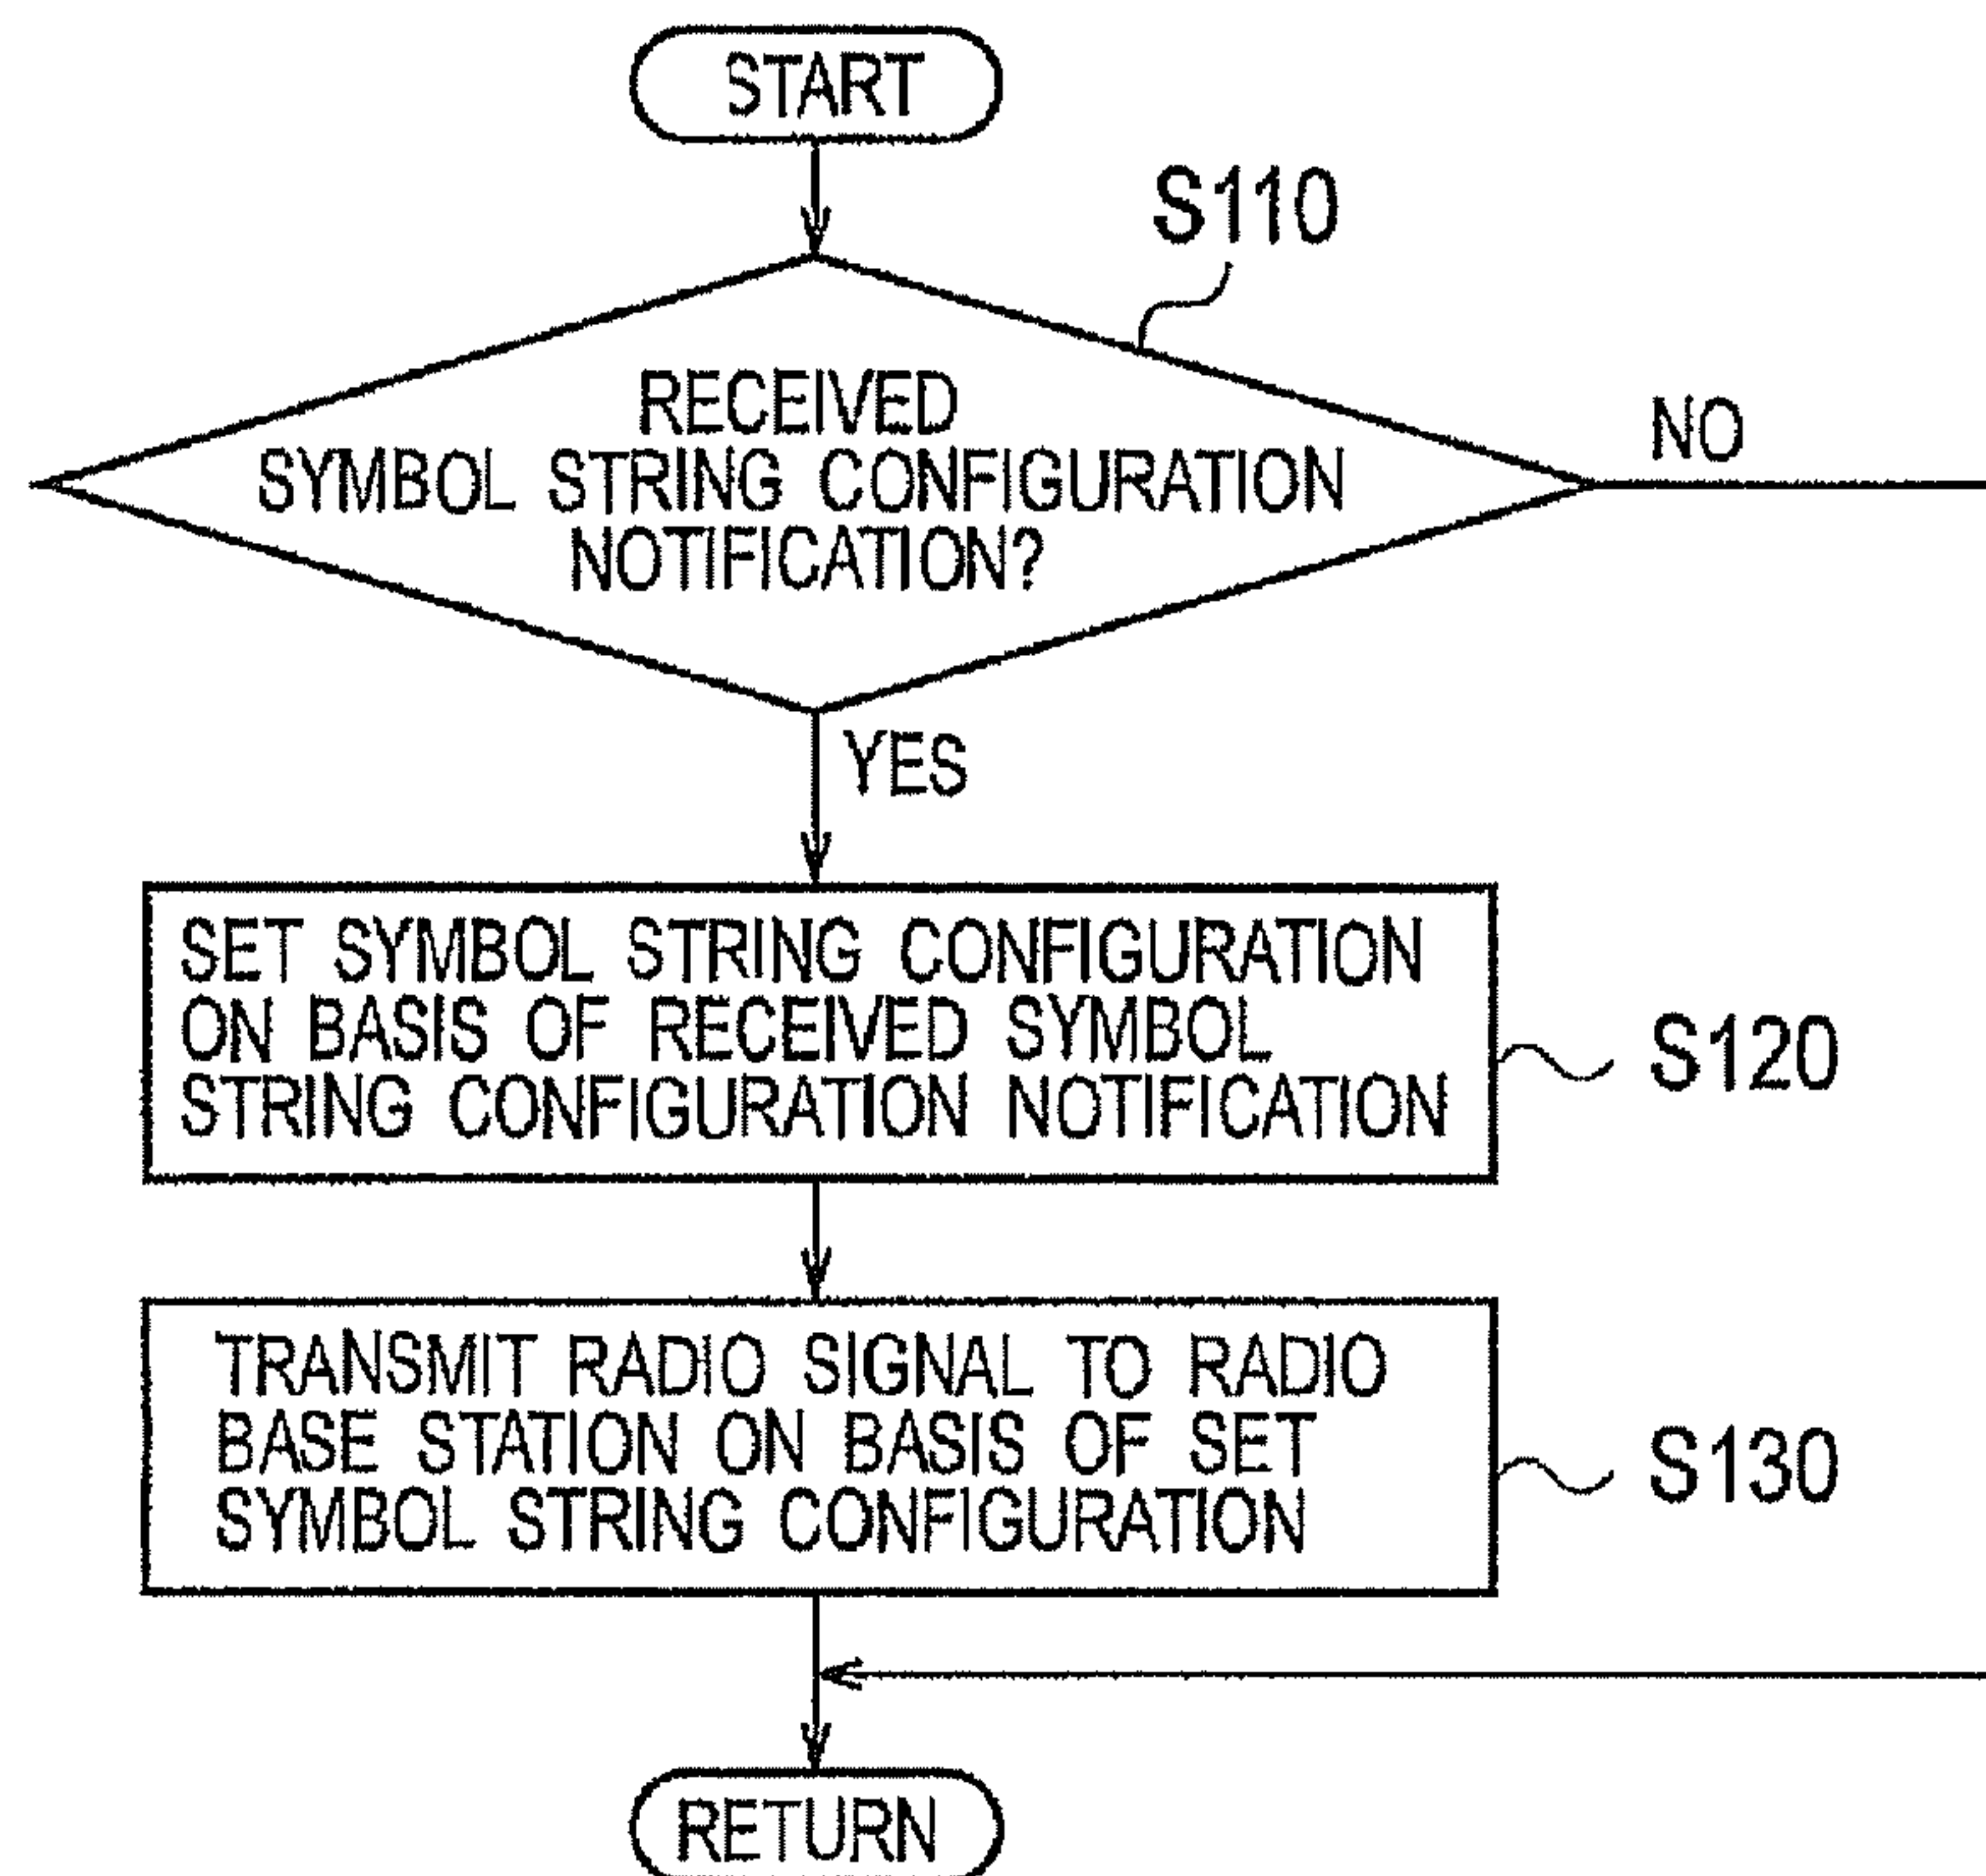 START
S110
RECEIVED
SYMBOL STRING CONFIGURATION
NOTIFICATION?
NO
YES
SET SYMBOL STRING CONFIGURATION
ON BASIS OF RECEIVED SYMBOL
STRING CONFIGURATION NOTIFICATION
S120
TRANSMIT RADIO SIGNAL TO RADIO
BASE STATION ON BASIS OF SET
SYMBOL STRING CONFIGURATION
S130
RETURN